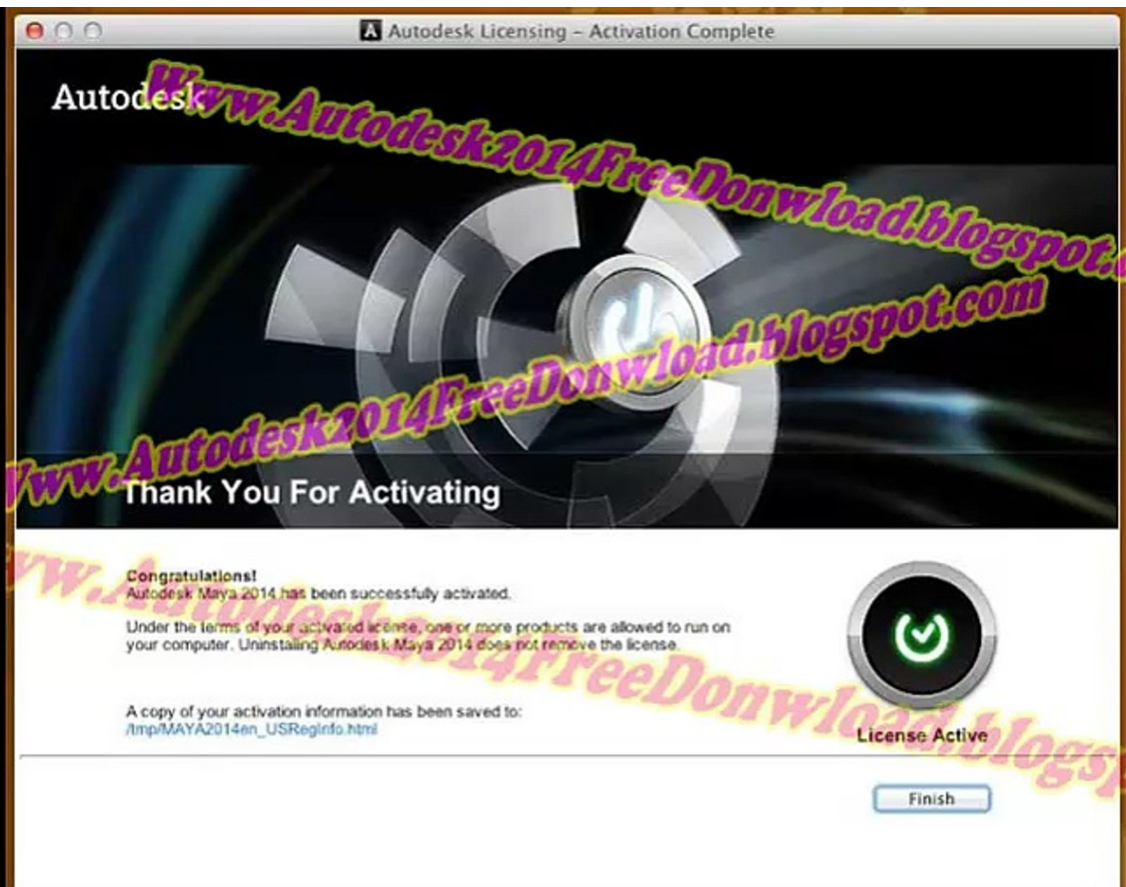 Autodesk Licensing - Activation Complete
Autodesk
Www.Autodesk2014FreeDonwload.blogspot.
Www.Autodesk2014FreeDonwload.blogspot.com
Thank You For Activating
Congratulations!
Autodesk Maya 2014 has been successfully activated.
Under the terms of your activated license, one or more products are allowed to run on
your computer. Uninstalling Autodesk Maya 2014 does not remove the license.
A copy of your activation information has been saved to:
/tmp/MAYA2014en_USRegInfo.html
License Active
w.Autodesk2014FreeDonwload.blogsp
Finish